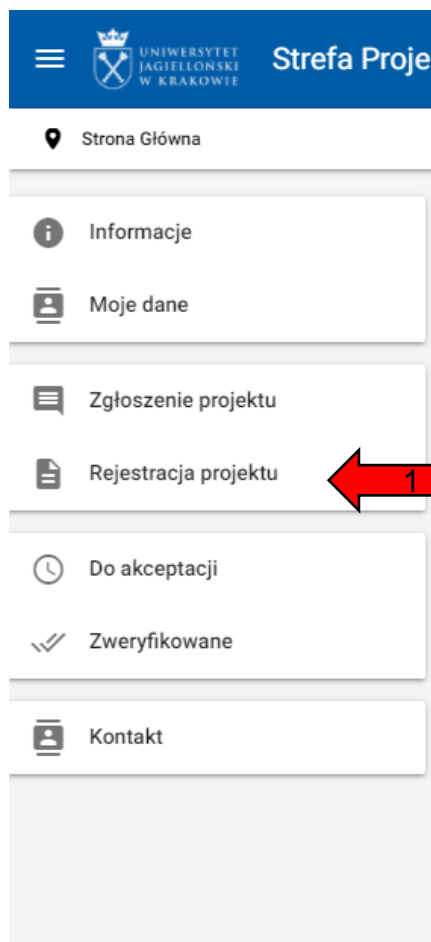 UNIWERSYTET
JAGIELLOŃSKI
W KRAKOWIE
Strefa Proje
Strona Główna
Informacje
Moje dane
Zgłoszenie projektu
Rejestracja projektu
1
Do akceptacji
Zweryfikowane
Kontakt